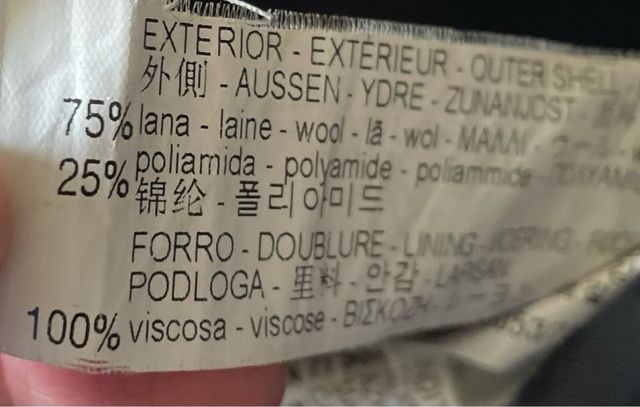 EXTERIOR - EXTÉRIEUR - OUTER SHELL
外側 - AUSSEN - YDRE - ZUNANJOST -
75% lana - laine - wool - lã - wol - ΜΑΛΛΙ -
25% poliamida - polyamide - poliammide -
锦纶 - 폴리아미드
FORRO - DOUBLURE - LINING -
PODLOGA - 里料 - 안감 -
100% viscosa - viscose - ΒΙΣΚΟΖΗ -